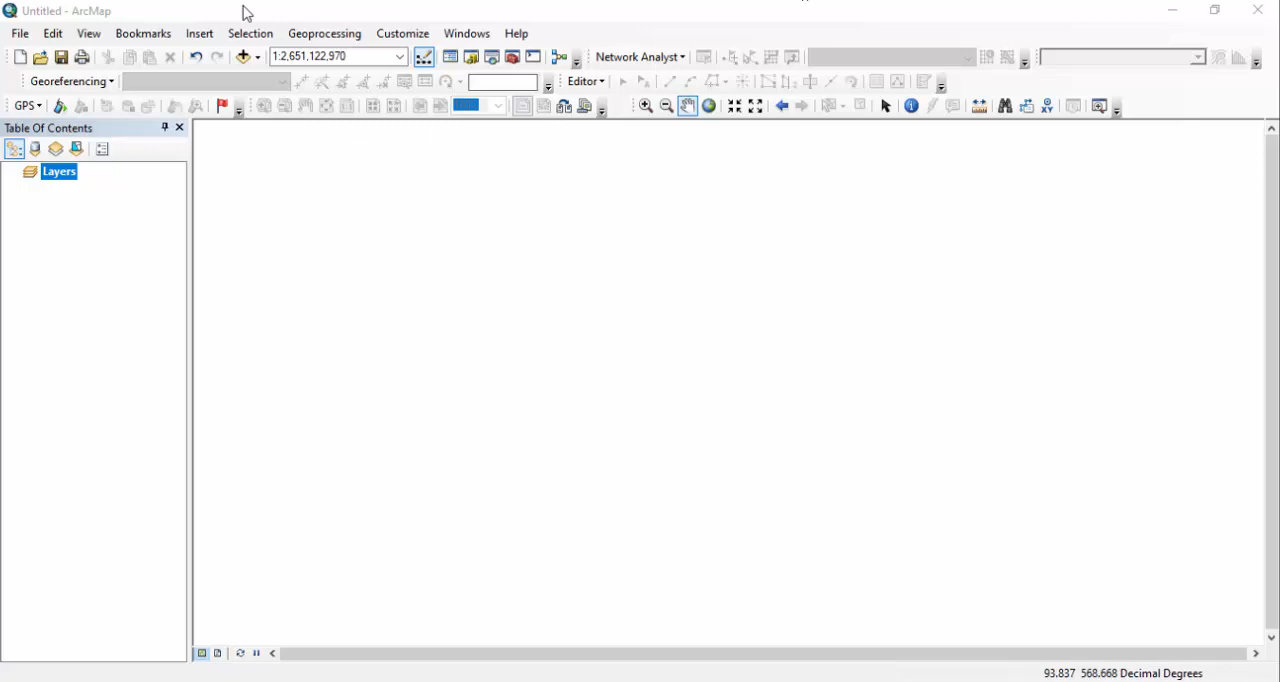 Untitled - ArcMap
File Edit View Bookmarks Insert Selection Geoprocessing Customize Windows Help
1:2,651,122,970 Network Analyst
Georeferencing Editor
GPS
Table Of Contents
Layers
93.837 568.668 Decimal Degrees